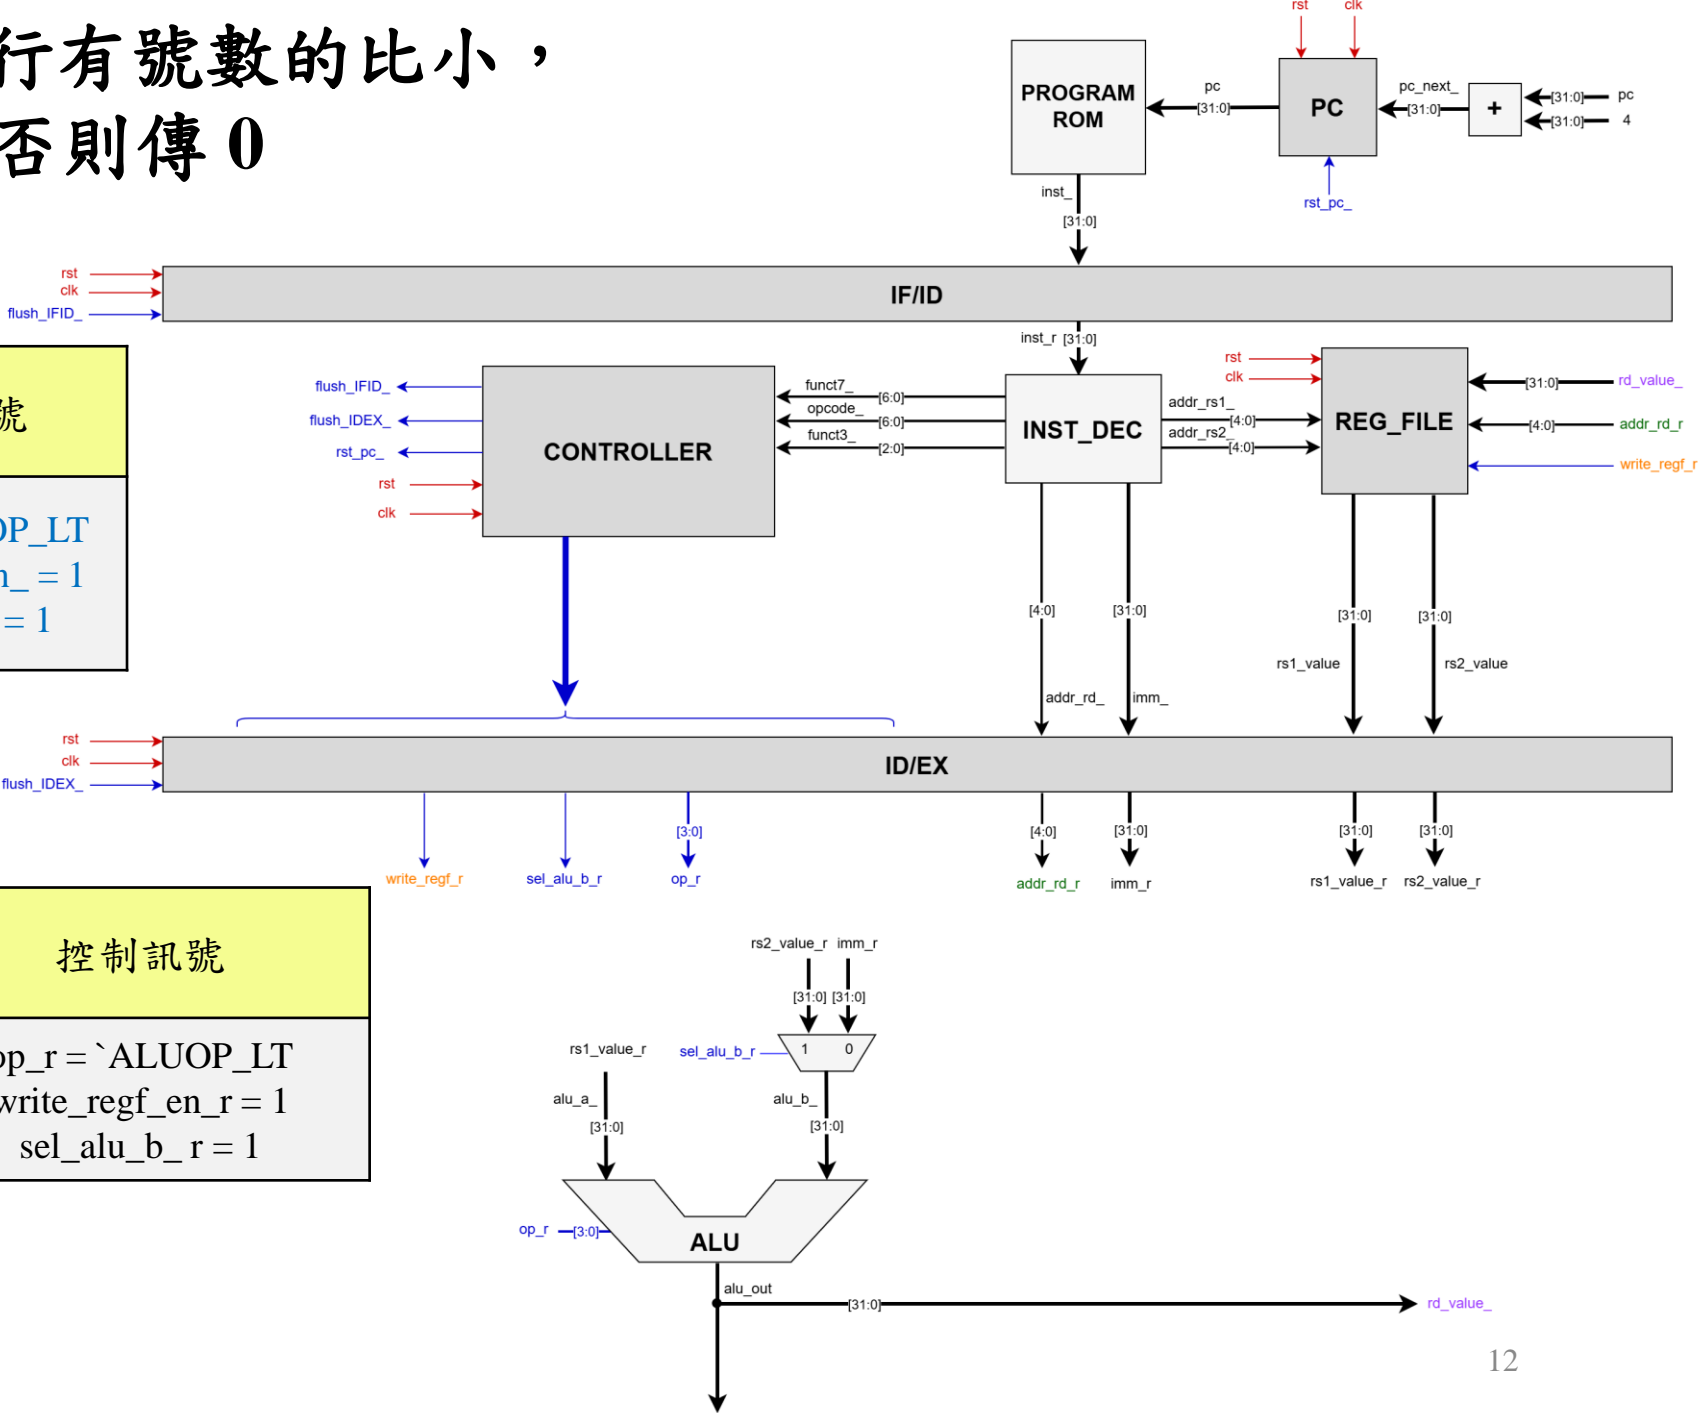 行有號數的比小，
否則傳 0
rst
clk
PROGRAM
ROM
pc
[31:0]
PC
pc_next_
[31:0]
+
[31:0]
pc
[31:0]
4
rst_pc_
inst_
[31:0]
rst
clk
flush_IFID_
IF/ID
inst_r [31:0]
號
OP_LT
n_ = 1
= 1
flush_IFID_
flush_IDEX_
rst_pc_
rst
clk
CONTROLLER
funct7_
[6:0]
opcode_
[6:0]
funct3_
[2:0]
INST_DEC
addr_rs1_
[4:0]
addr_rs2_
[4:0]
rst
clk
REG_FILE
[31:0]
rd_value_
[4:0]
addr_rd_r
write_regf_r
[4:0]
[31:0]
[31:0]
[31:0]
addr_rd_
imm_
rs1_value
rs2_value
rst
clk
flush_IDEX_
ID/EX
[3:0]
[4:0]
[31:0]
[31:0]
[31:0]
write_regf_r
sel_alu_b_r
op_r
addr_rd_r
imm_r
rs1_value_r
rs2_value_r
控制訊號
op_r = `ALUOP_LT
write_regf_en_r = 1
sel_alu_b_ r = 1
rs2_value_r
imm_r
[31:0]
[31:0]
rs1_value_r
sel_alu_b_r
1
0
alu_a_
[31:0]
alu_b_
[31:0]
op_r
[3:0]
ALU
alu_out
[31:0]
rd_value_
12